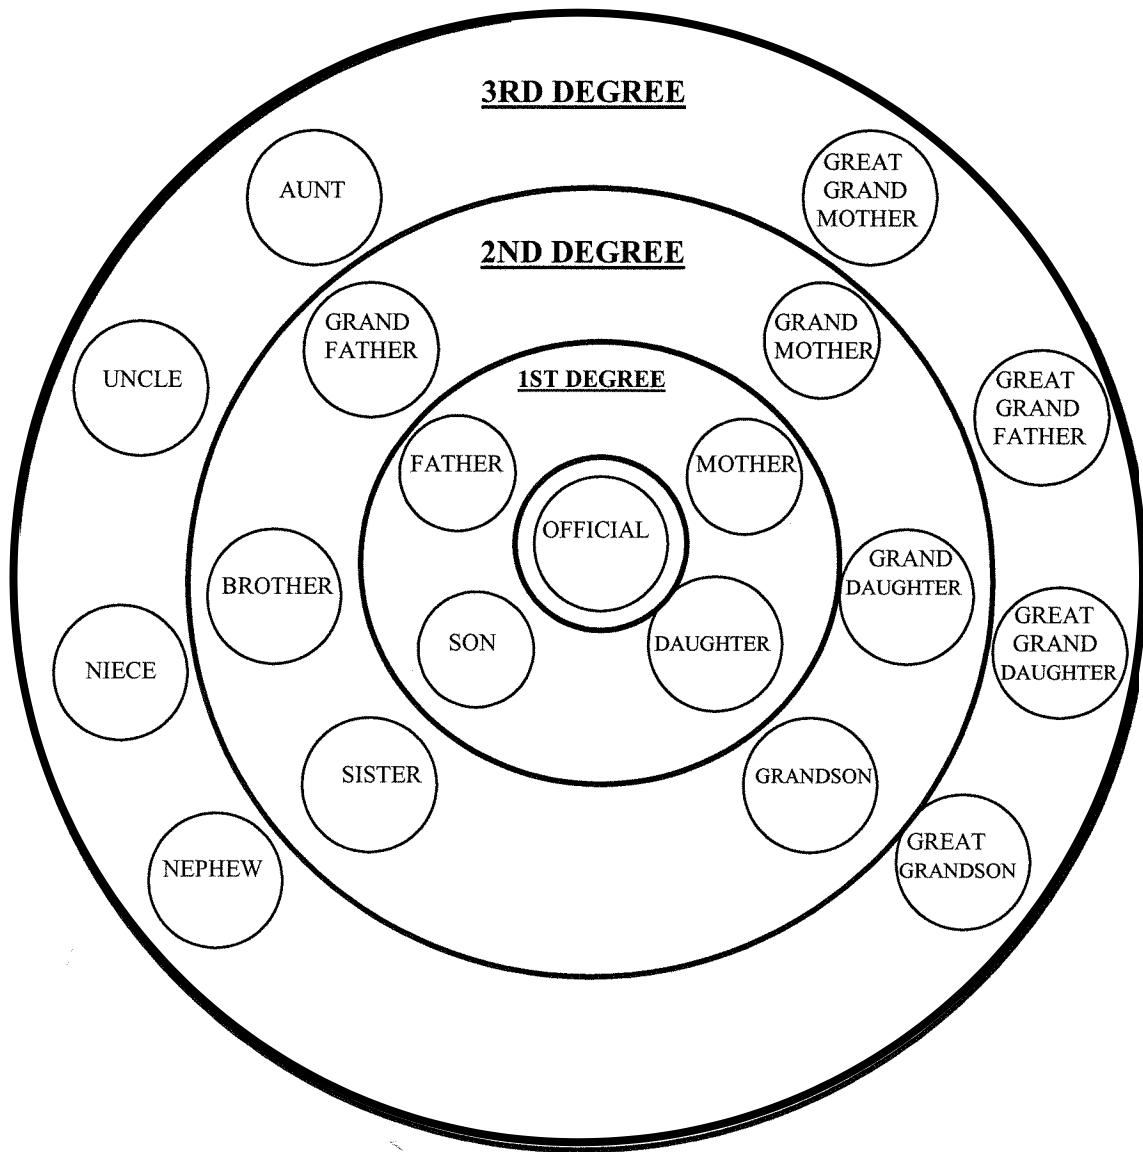 3RD DEGREE
AUNT
GREAT
GRAND
MOTHER
2ND DEGREE
GRAND
FATHER
GRAND
MOTHER
UNCLE
1ST DEGREE
GREAT
GRAND
FATHER
FATHER
MOTHER
OFFICIAL
BROTHER
GRAND
DAUGHTER
SON
DAUGHTER
NIECE
GREAT
GRAND
DAUGHTER
SISTER
GRANDSON
NEPHEW
GREAT
GRANDSON